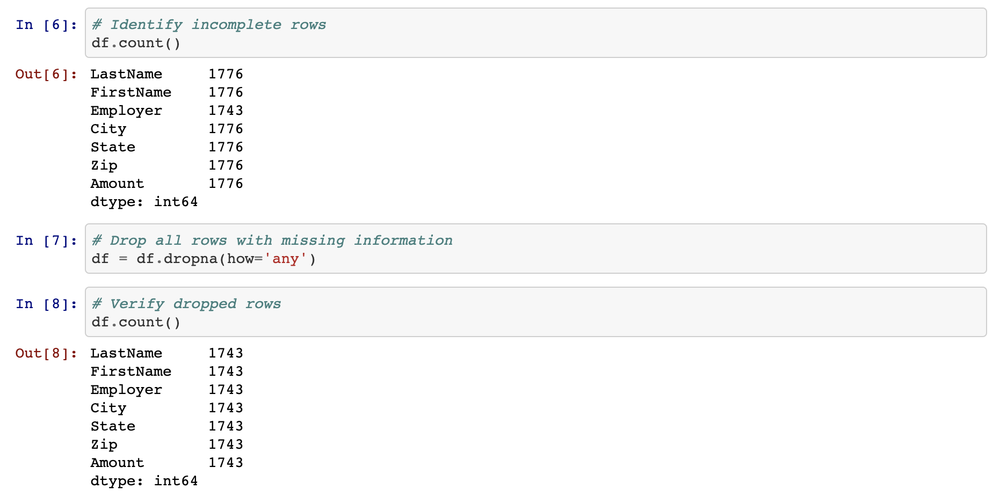 In [6]: # Identify incomplete rows
df.count()
Out[6]: LastName 1776
FirstName 1776
Employer 1743
City 1776
State 1776
Zip 1776
Amount 1776
dtype: int64
In [7]: # Drop all rows with missing information
df = df.dropna(how='any')
In [8]: # Verify dropped rows
df.count()
Out[8]: LastName 1743
FirstName 1743
Employer 1743
City 1743
State 1743
Zip 1743
Amount 1743
dtype: int64